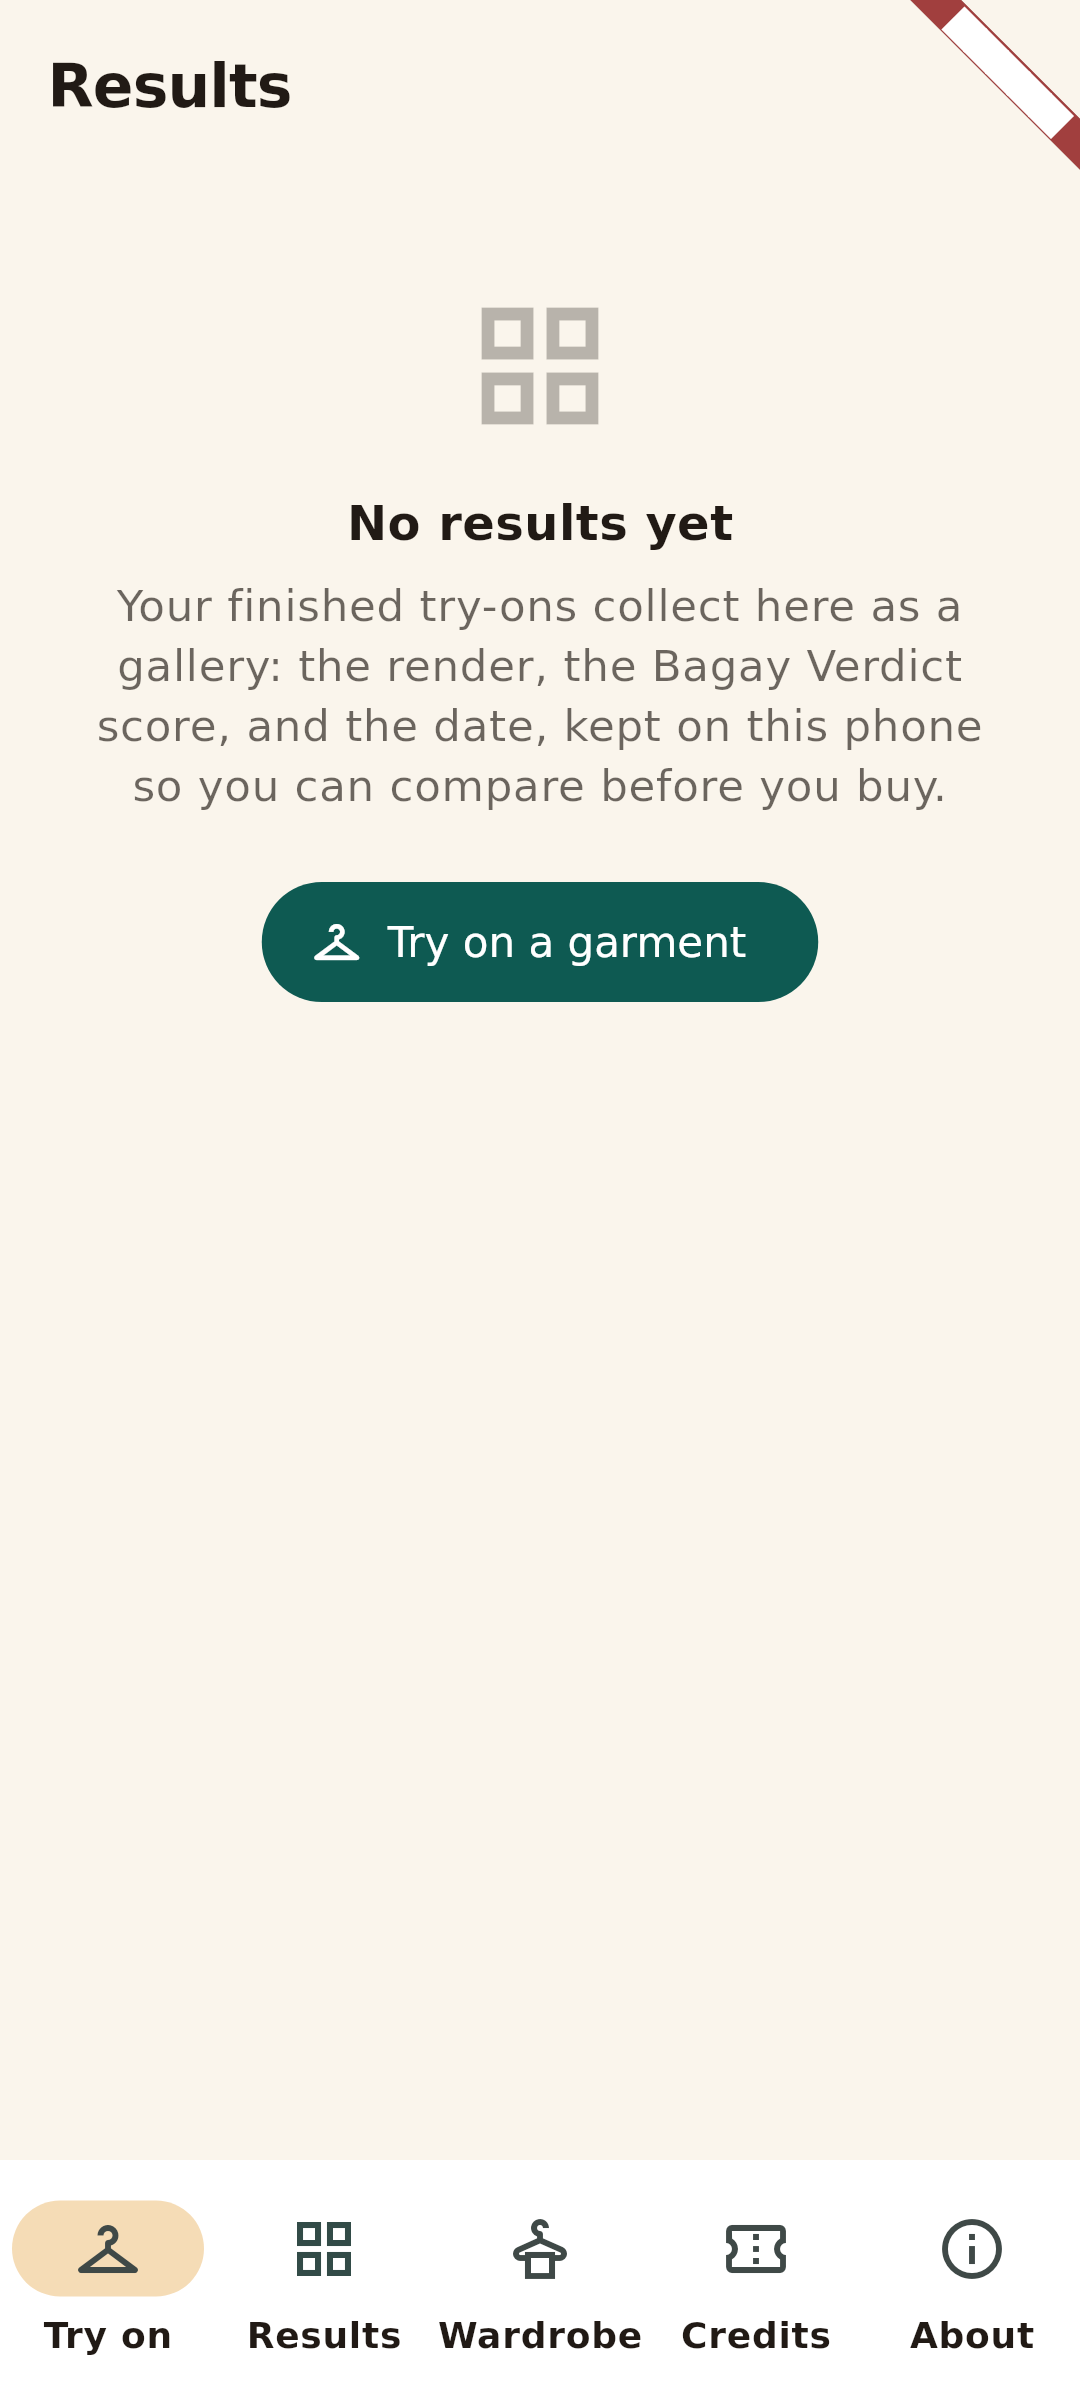 Results
No results yet
Your finished try-ons collect here as a
gallery: the render, the Bagay Verdict
score, and the date, kept on this phone
so you can compare before you buy.
Try on a garment
Try on
Results
Wardrobe
Credits
About